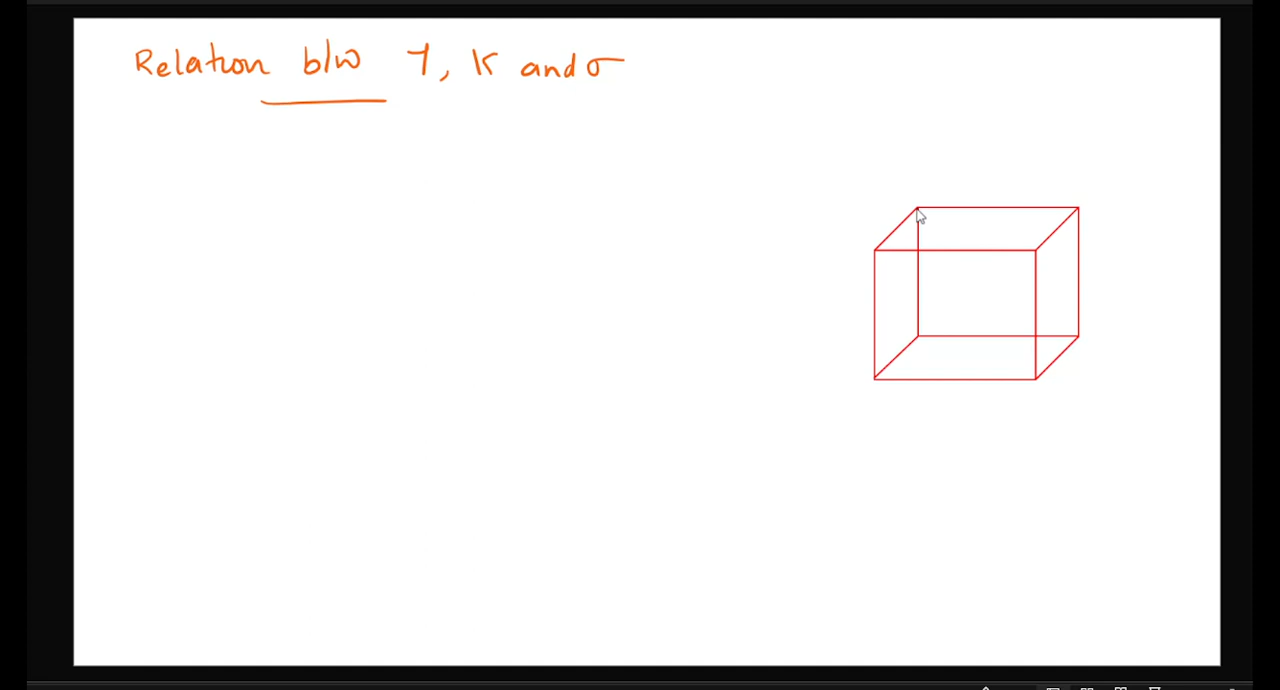 Relation b/w Y, K and σ